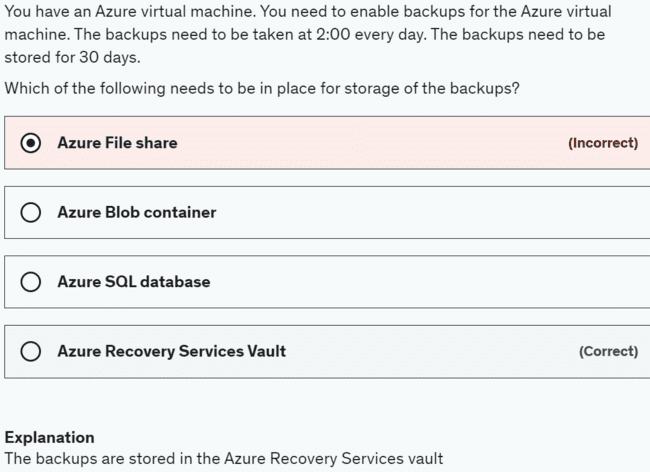 You have an Azure virtual machine. You need to enable backups for the Azure virtual
machine. The backups need to be taken at 2:00 every day. The backups need to be
stored for 30 days.
Which of the following needs to be in place for storage of the backups?
Azure File share (Incorrect)
Azure Blob container
Azure SQL database
Azure Recovery Services Vault (Correct)
Explanation
The backups are stored in the Azure Recovery Services vault